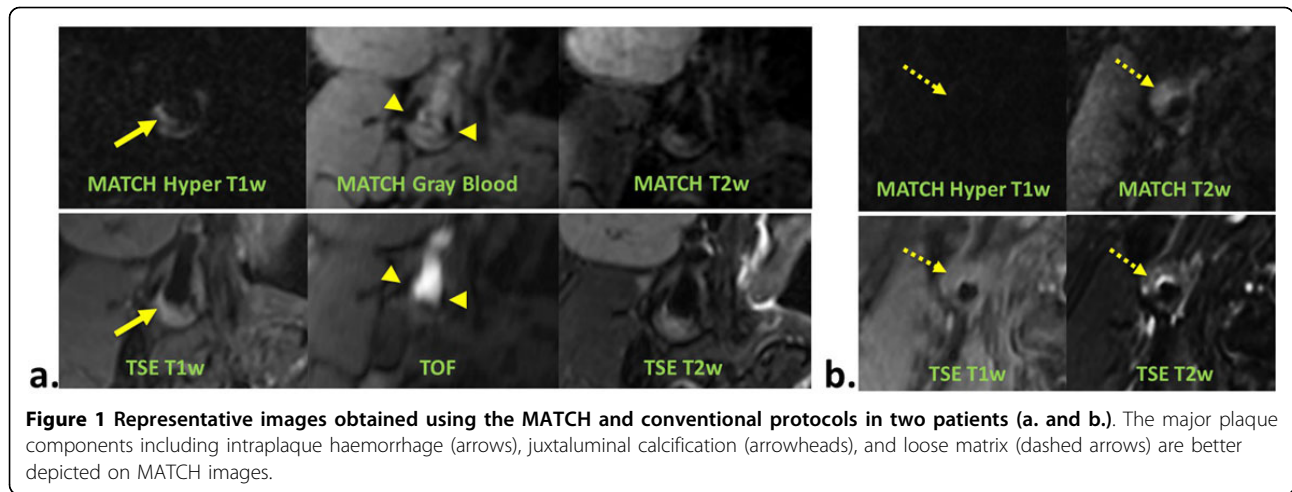 MATCH Hyper T1w
MATCH Gray Blood
MATCH T2w
TSE T1w
TOF
TSE T2w
a.
MATCH Hyper T1w
MATCH T2w
TSE T1w
TSE T2w
b.
Figure 1 Representative images obtained using the MATCH and conventional protocols in two patients (a. and b.). The major plaque
components including intraplaque haemorrhage (arrows), juxtaluminal calcification (arrowheads), and loose matrix (dashed arrows) are better
depicted on MATCH images.